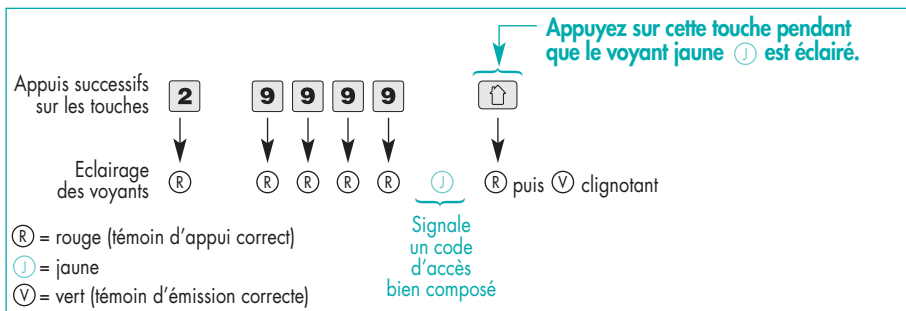 Appuyez sur cette touche pendant
que le voyant jaune J est éclairé.
Appuis successifs
sur les touches
2 9 9 9 9
Eclairage
des voyants
R R R R R J R puis V clignotant
Signale
un code
d'accès
bien composé
R = rouge (témoin d'appui correct)
J = jaune
V = vert (témoin d'émission correcte)